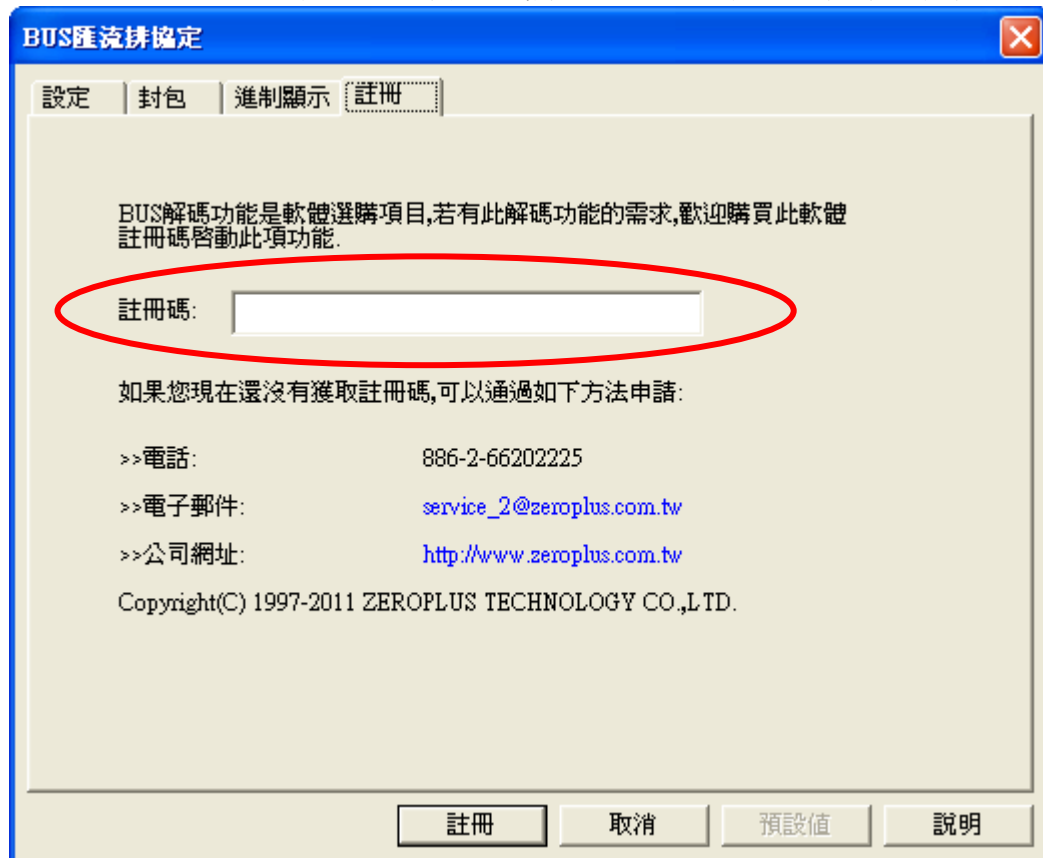 BUS匯流排協定
設定 封包 進制顯示 註冊
BUS解碼功能是軟體選購項目,若有此解碼功能的需求,歡迎購買此軟體
註冊碼啓動此項功能.
註冊碼:
如果您現在還沒有獲取註冊碼,可以通過如下方法申請:
>>電話: 886-2-66202225
>>電子郵件: service_2@zeroplus.com.tw
>>公司網址: http://www.zeroplus.com.tw
Copyright(C) 1997-2011 ZEROPLUS TECHNOLOGY CO.,LTD.
註冊 取消 預設值 說明